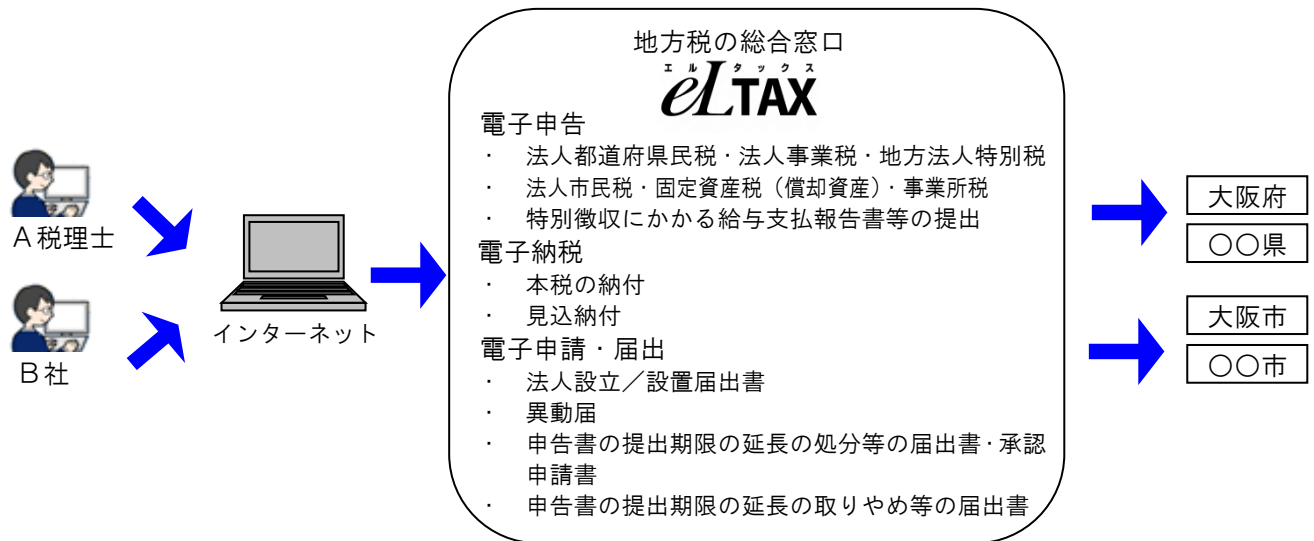 地方税の総合窓口
エルタックス
eLTAX
電子申告
・ 法人都道府県民税・法人事業税・地方法人特別税
・ 法人市民税・固定資産税（償却資産）・事業所税
・ 特別徴収にかかる給与支払報告書等の提出
電子納税
・ 本税の納付
・ 見込納付
電子申請・届出
・ 法人設立／設置届出書
・ 異動届
・ 申告書の提出期限の延長の処分等の届出書・承認
申請書
・ 申告書の提出期限の延長の取りやめ等の届出書
Ａ税理士
Ｂ社
インターネット
大阪府
〇〇県
大阪市
〇〇市